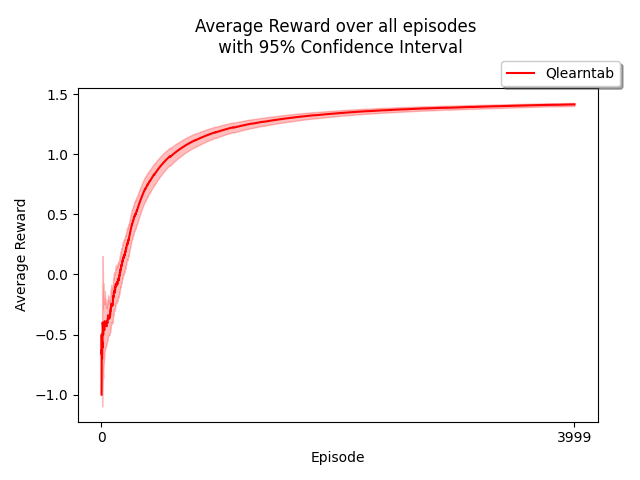 Average Reward over all episodes
with 95% Confidence Interval
Qlearntab
1.5
1.0
0.5
0.0
−0.5
−1.0
Average Reward
0
3999
Episode